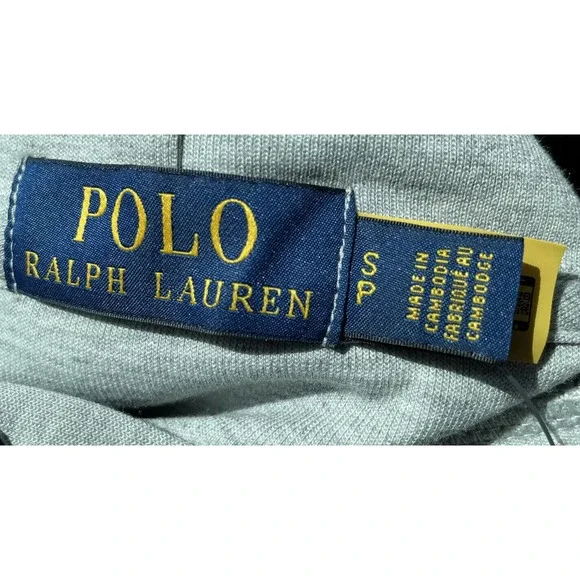 POLO
RALPH LAUREN
S
P
MADE IN
CAMBODIA
FABRIQUÉ AU
CAMBODGE